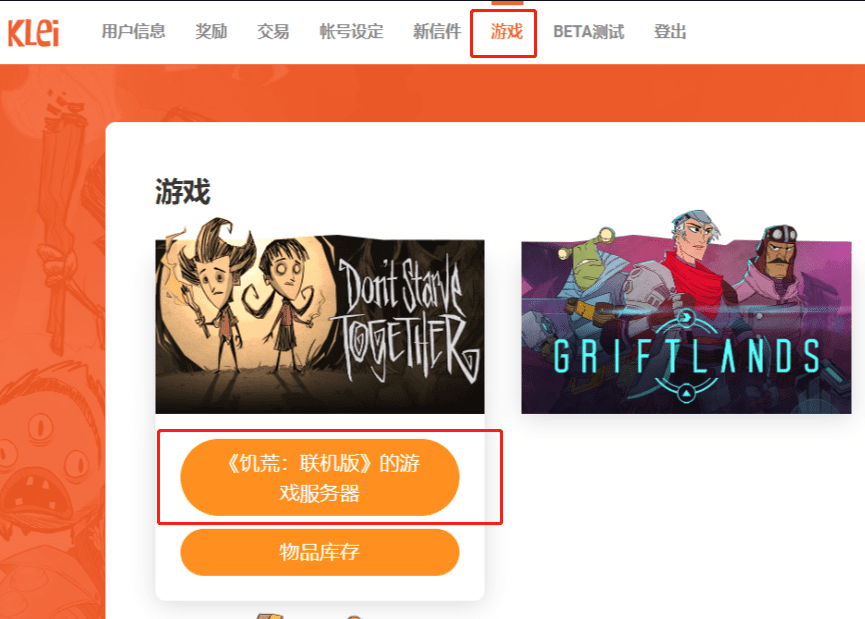 KLei 用户信息 奖励 交易 帐号设定 新信件 游戏 BETA测试 登出
游戏
Don't Starve
TOGETHER
GRIFTLANDS
《饥荒：联机版》的游
戏服务器
物品库存